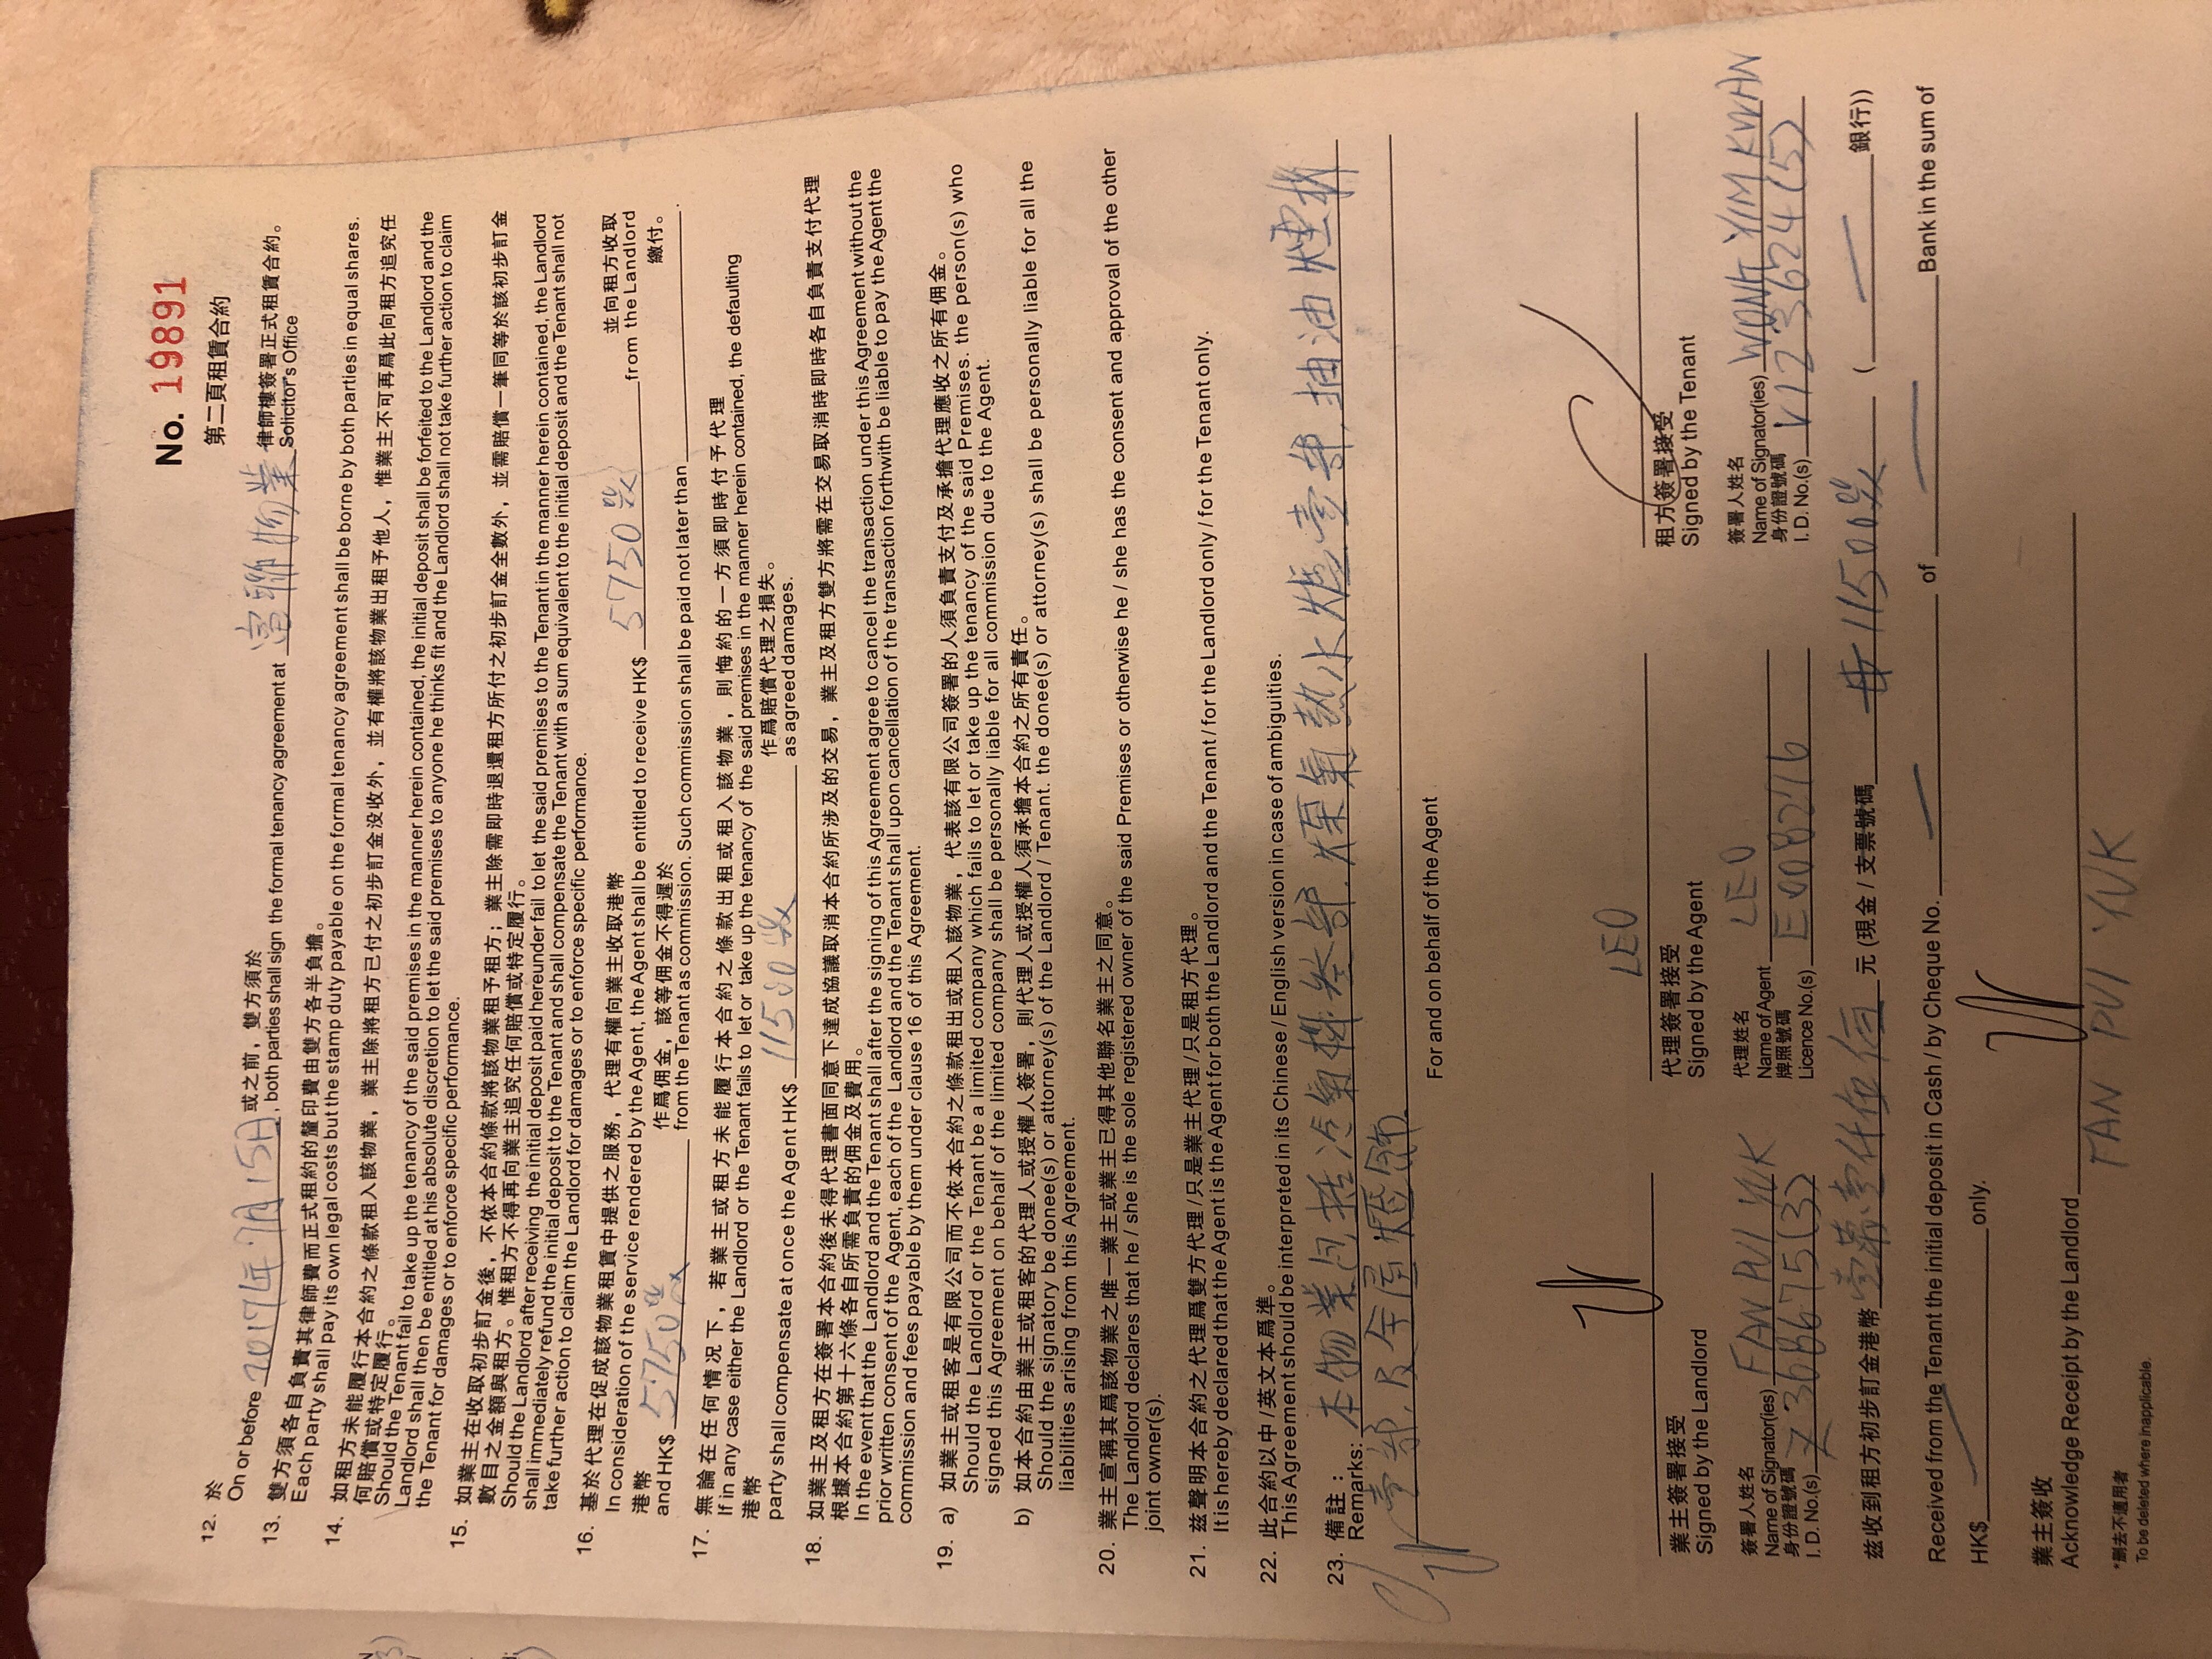 No. 19891
第二頁租賃合約
12. 於 2017年7月15日 或之前，雙方須於 富聯物業 律師樓簽署正式租賃合約。
On on before , both parties shall sign the formal tenancy agreement at Solicitor's Office
13. 雙方須各自負責其律師費而正式租約的釐印費由雙方各半負擔。
Each party shall pay its own legal costs but the stamp duty payable on the formal tenancy agreement shall be borne by both parties in equal shares.
14. 如租方未能履行本合約之條款租入該物業，業主除將租方已付之初步訂金没收外，並有權將該物業出租予他人，惟業主不可再爲此向租方追究任
何賠償或特定履行。
Should the Tenant fail to take up the tenancy of the said premises in the manner herein contained, the initial deposit shall be forfeited to the Landlord and the
Landlord shall then be entitled at his absolute discretion to let the said premises to anyone he thinks fit and the Landlord shall not take further action to claim
the Tenant for damages or to enforce specific performance.
15. 如業主在收取初步訂金後，不依本合約條款將該物業租予租方；業主除需即時退還租方所付之初步訂金全數外，並需賠償一筆同等於該初步訂金
數目之金額與租方。惟租方不得再向業主追究任何賠償或特定履行。
Should the Landlord after receiving the initial deposit paid hereunder fail to let the said premises to the Tenant in the manner herein contained, the Landlord
shall immediately refund the initial deposit to the Tenant and shall compensate the Tenant with a sum equivalent to the initial deposit and the Tenant shall not
take further action to claim the Landlord for damages or to enforce specific performance.
16. 基於代理在促成該物業租賃中提供之服務，代理有權向業主收取港幣 並向租方收取
In consideration of the service rendered by the Agent, the Agent shall be entitled to receive HK$ 5750 from the Landlord
港幣 作爲佣金，該等佣金不得遲於 繳付。
and HK$ 5750 from the Tenant as commission. Such commission shall be paid not later than .
17. 無論在任何情況下，若業主或租方未能履行本合約之條款出租或租入該物業，則悔約的一方須即時付予代理
If in any case either the Landlord or the Tenant fails to let or take up the tenancy of the said premises in the manner herein contained, the defaulting
港幣 作爲賠償代理之損失。
party shall compensate at once the Agent HK$ 11500 as agreed damages.
18. 如業主及租方在簽署本合約後未得代理書面同意下達成協議取消本合約所涉及的交易，業主及租方雙方將需在交易取消時即時各自負責支付代理
根據本合約第十六條各自所需負責的佣金及費用。
In the event that the Landlord and the Tenant shall after the signing of this Agreement agree to cancel the transaction under this Agreement without the
prior written consent of the Agent, each of the Landlord and the Tenant shall upon cancellation of the transaction forthwith be liable to pay the Agent the
commission and fees payable by them under clause 16 of this Agreement.
19. a) 如業主或租客是有限公司而不依本合約之條款租出或租入該物業，代表該有限公司簽署的人須負責支付及承擔代理應收之所有佣金。
Should the Landlord or the Tenant be a limited company which fails to let or take up the tenancy of the said Premises. the person(s) who
signed this Agreement on behalf of the limited company shall be personally liable for all commission due to the Agent.
b) 如本合約由業主或租客的代理人或授權人簽署，則代理人或授權人須承擔本合約之所有責任。
Should the signatory be donee(s) or attorney(s) of the Landlord / Tenant. the donee(s) or attorney(s) shall be personally liable for all the
liabilities arising from this Agreement.
20. 業主宣稱其爲該物業之唯一業主或業主已得其他聯名業主之同意。
The Landlord declares that he / she is the sole registered owner of the said Premises or otherwise he / she has the consent and approval of the other
joint owner(s).
21. 茲聲明本合約之代理爲雙方代理/只是業主代理/只是租方代理。
It is hereby declared that the Agent is the Agent for both the Landlord and the Tenant / for the Landlord only / for the Tenant only.
22. 此合約以中/英文本爲準。
This Agreement should be interpreted in its Chinese / English version in case of ambiguities.
23. 備註：
Remarks: 本物業包括冷氣機叁部,煤氣熱水爐壹部,抽油煙機
壹部,及全屋燈飾
For and on behalf of the Agent
LEO
業主簽署接受 代理簽署接受 租方簽署接受
Signed by the Landlord Signed by the Agent Signed by the Tenant
簽署人姓名 代理姓名 簽署人姓名
Name of Signator(ies) FAN PUI YUK Name of Agent LEO Name of Signator(ies) WONG YIM KWAN
身份證號碼 牌照號碼 身份證號碼
I. D. No.(s) Z368675(3) Licence No.(s) E008216 I. D. No.(s) V123624(5)
茲收到租方初步訂金港幣 壹萬壹仟伍佰 元 (現金 / 支票號碼 #11500 ( 銀行))
Received from the Tenant the initial deposit in Cash / by Cheque No. of Bank in the sum of
HK$ only.
業主簽收
Acknowledge Receipt by the Landlord
FAN PUI YUK
*刪去不適用者
To be deleted where inapplicable.